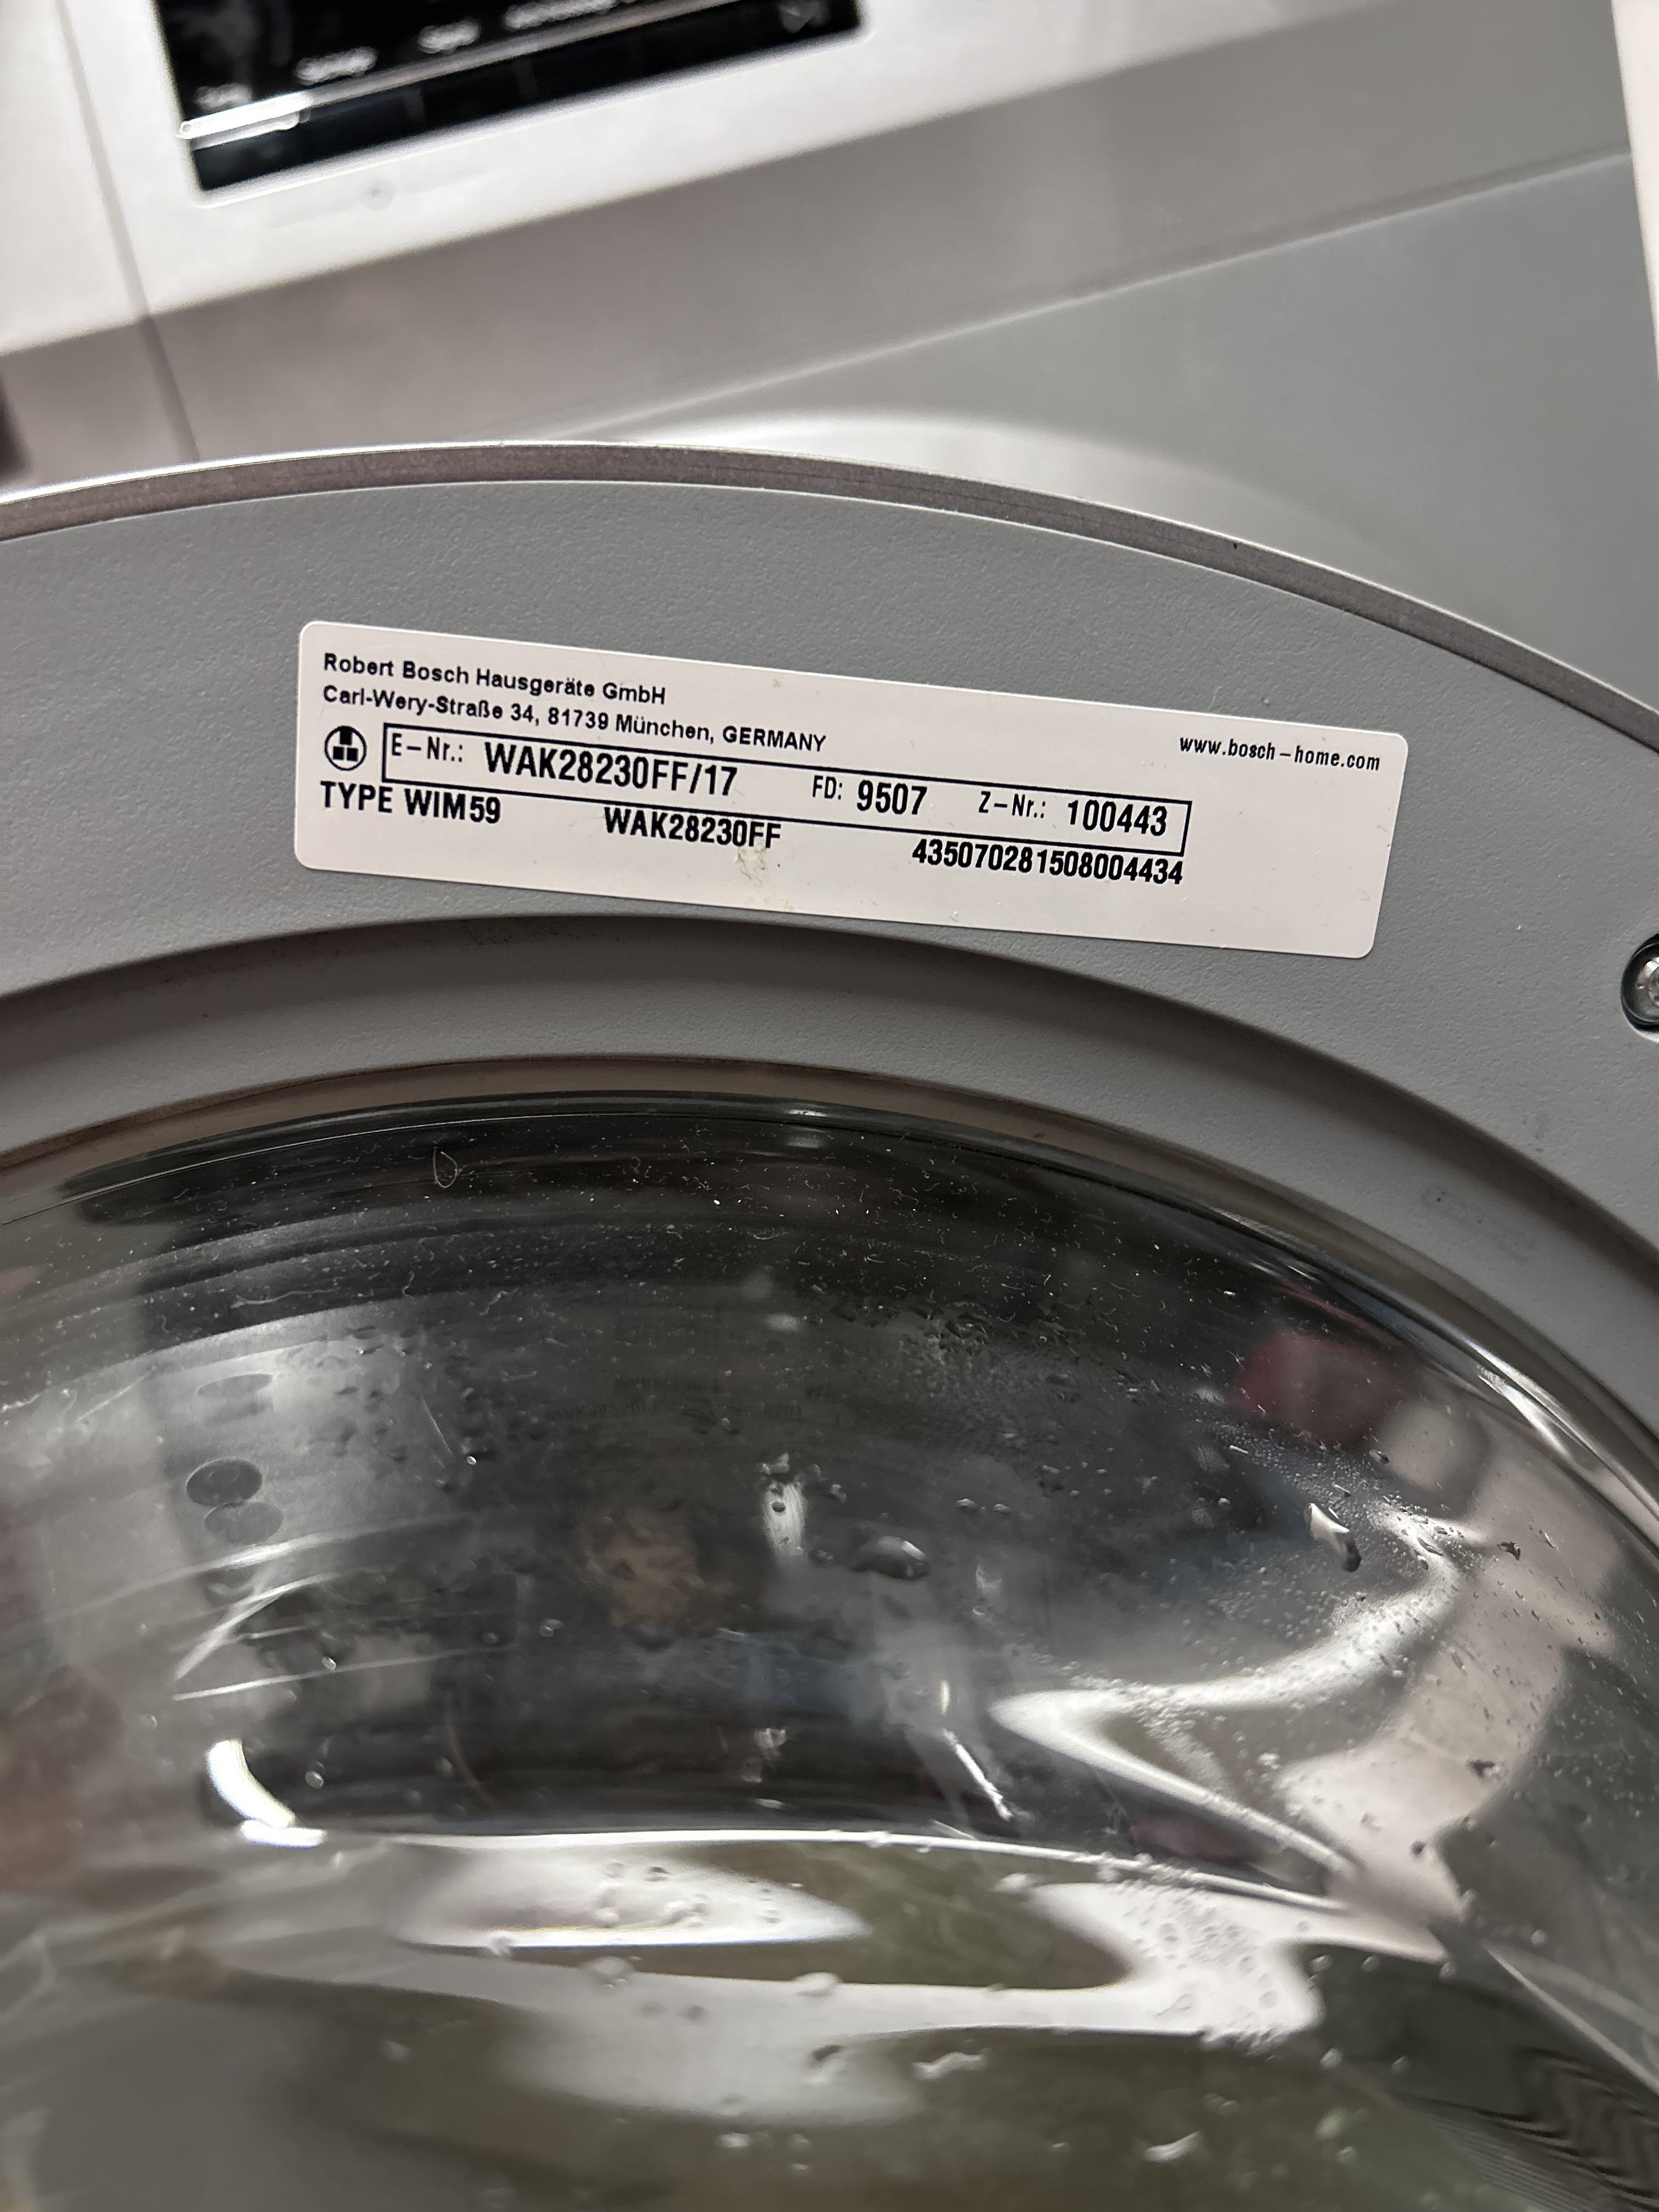 Robert Bosch Hausgeräte GmbH
Carl-Wery-Straße 34, 81739 München, GERMANY
www.bosch-home.com
E-Nr.: WAK28230FF/17 FD: 9507 Z-Nr.: 100443
TYPE WIM59 WAK28230FF 435070281508004434